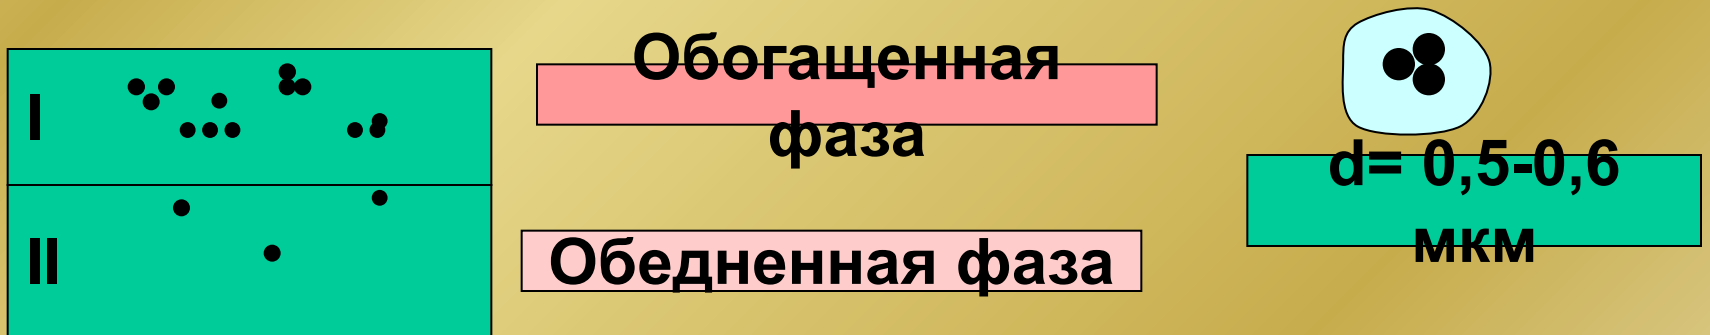 I
Обогащенная
фаза
d= 0,5-0,6
мкм
II
Обедненная фаза